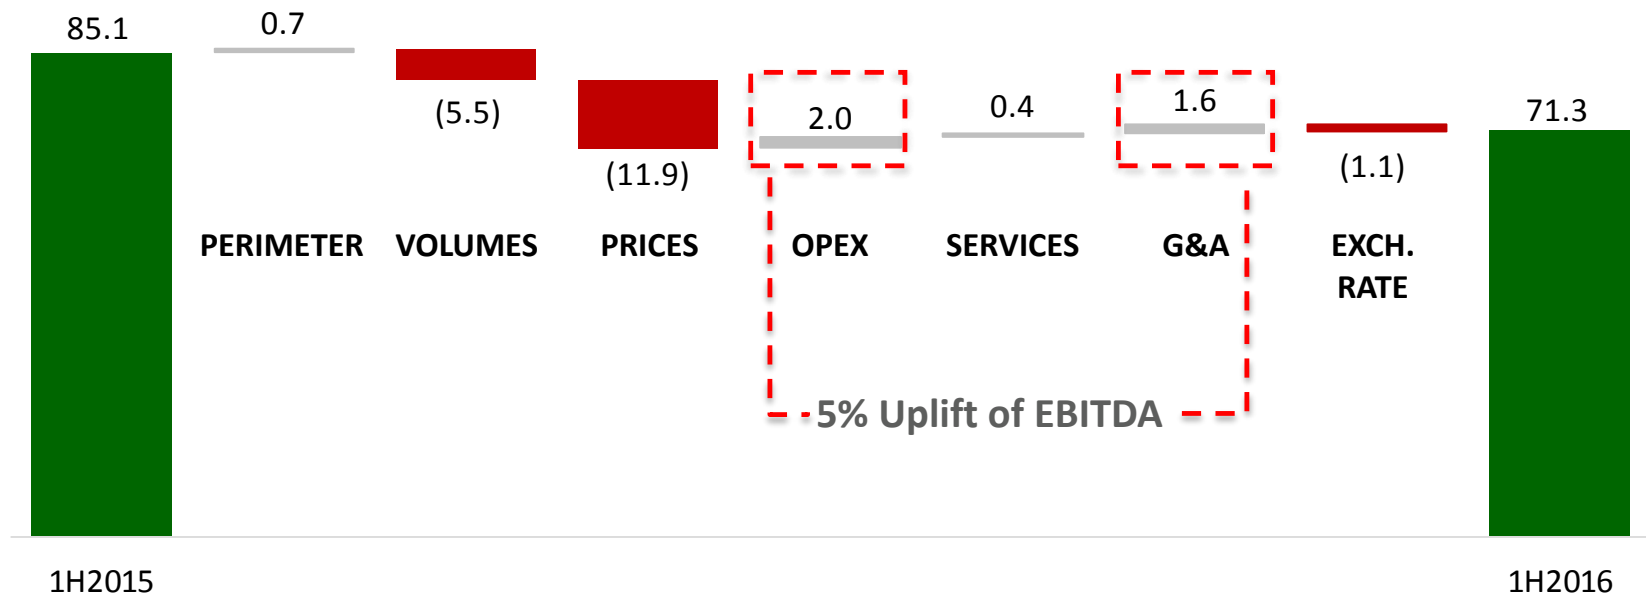 85.1
0.7
(5.5)
(11.9)
2.0
0.4
1.6
(1.1)
71.3
PERIMETER
VOLUMES
PRICES
OPEX
SERVICES
G&A
EXCH.
RATE
5% Uplift of EBITDA
1H2015
1H2016